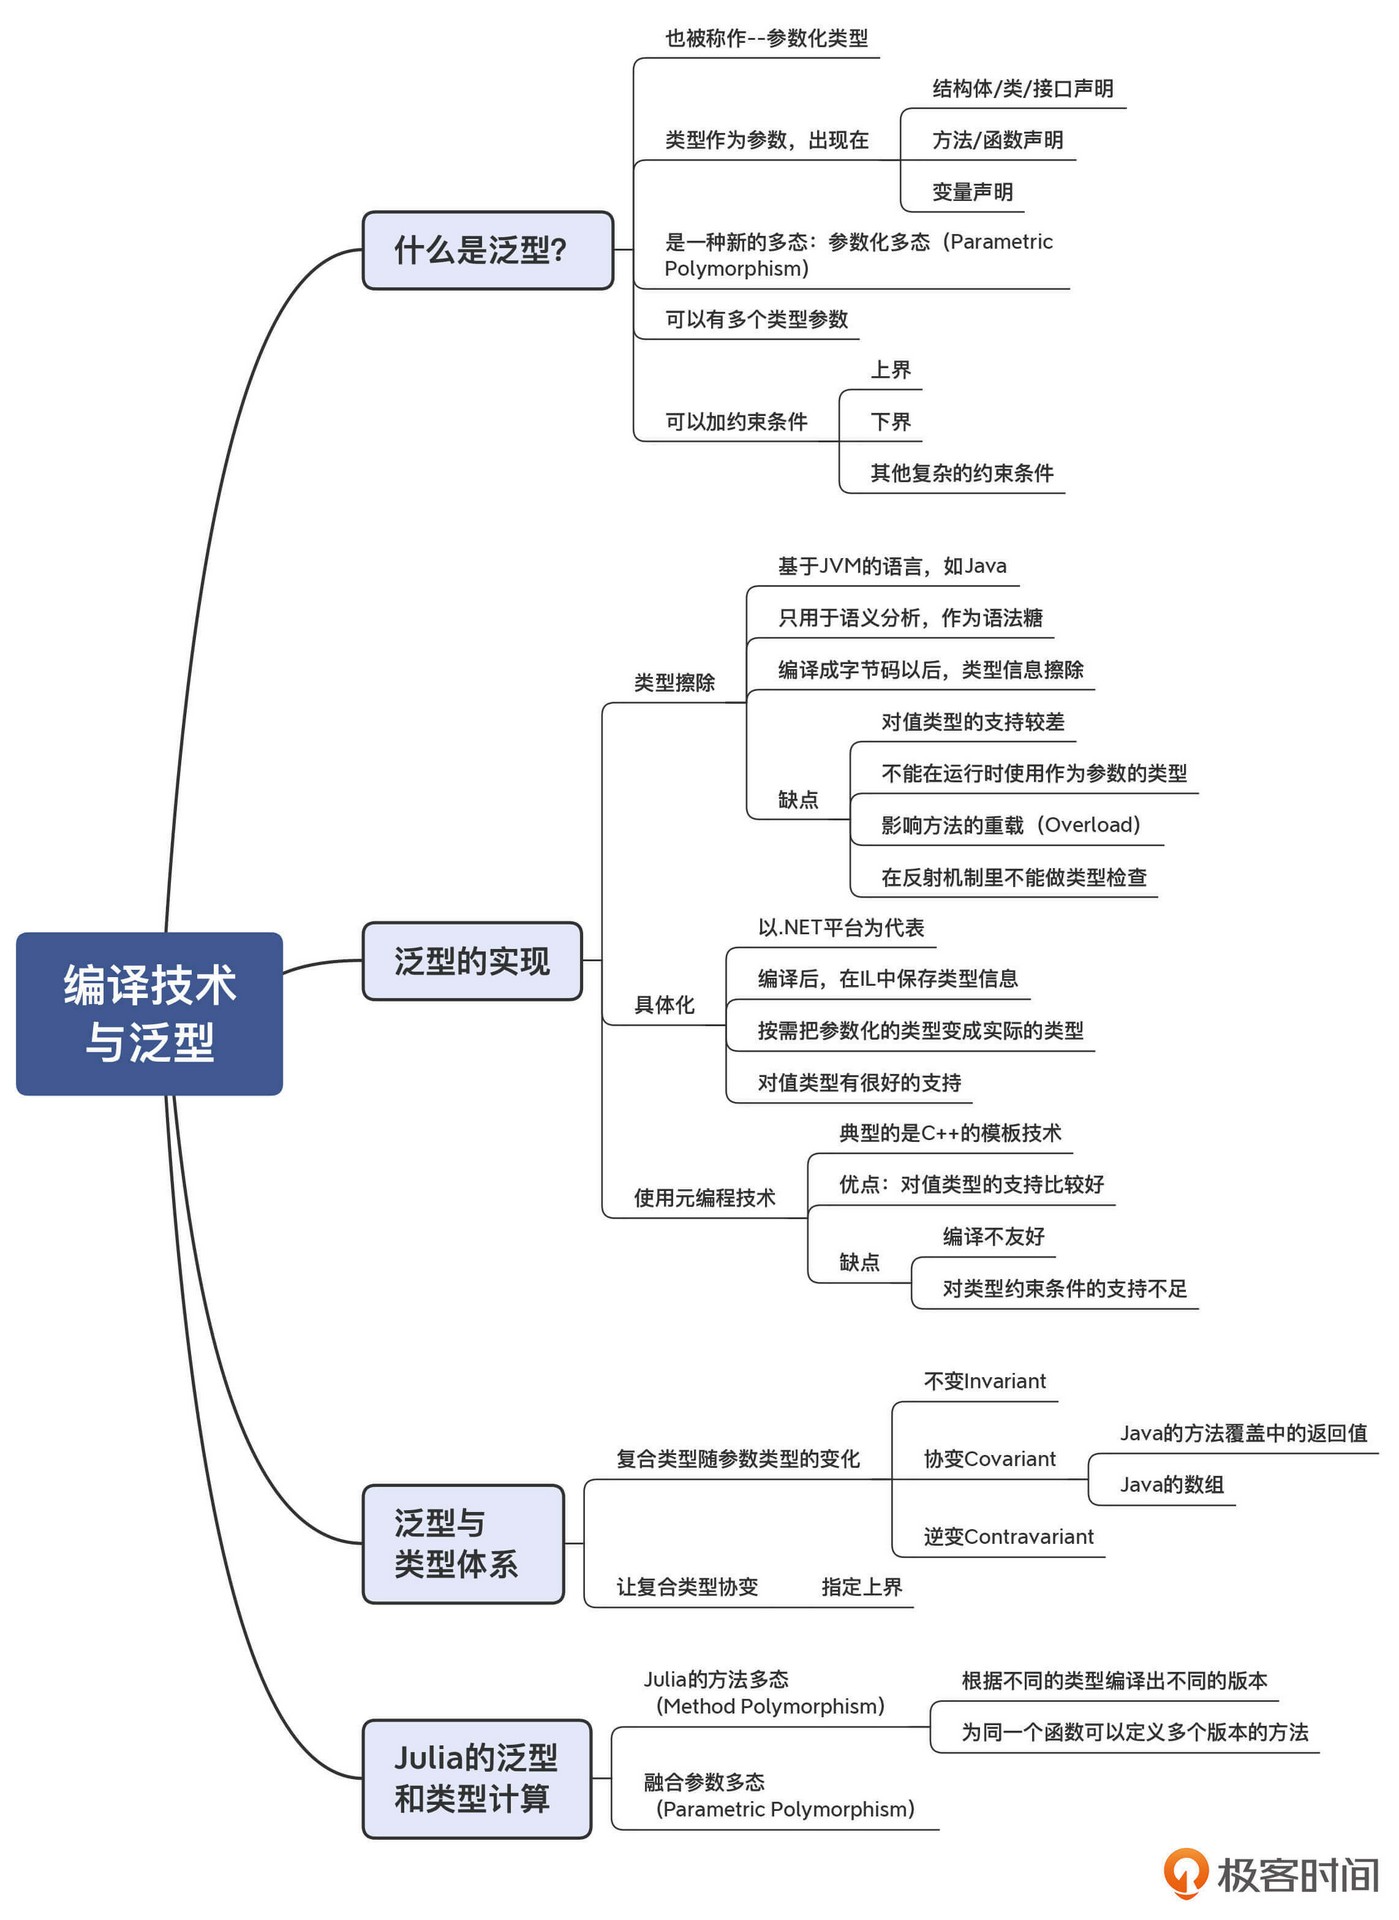 编译技术
与泛型
什么是泛型？
也被称作--参数化类型
类型作为参数，出现在
结构体/类/接口声明
方法/函数声明
变量声明
是一种新的多态：参数化多态（Parametric
Polymorphism）
可以有多个类型参数
可以加约束条件
上界
下界
其他复杂的约束条件
泛型的实现
类型擦除
基于JVM的语言，如Java
只用于语义分析，作为语法糖
编译成字节码以后，类型信息擦除
缺点
对值类型的支持较差
不能在运行时使用作为参数的类型
影响方法的重载（Overload）
在反射机制里不能做类型检查
具体化
以.NET平台为代表
编译后，在IL中保存类型信息
按需把参数化的类型变成实际的类型
对值类型有很好的支持
使用元编程技术
典型的是C++的模板技术
优点：对值类型的支持比较好
缺点
编译不友好
对类型约束条件的支持不足
泛型与
类型体系
复合类型随参数类型的变化
不变Invariant
协变Covariant
Java的方法覆盖中的返回值
Java的数组
逆变Contravariant
让复合类型协变
指定上界
Julia的泛型
和类型计算
Julia的方法多态
（Method Polymorphism）
根据不同的类型编译出不同的版本
为同一个函数可以定义多个版本的方法
融合参数多态
（Parametric Polymorphism）
极客时间